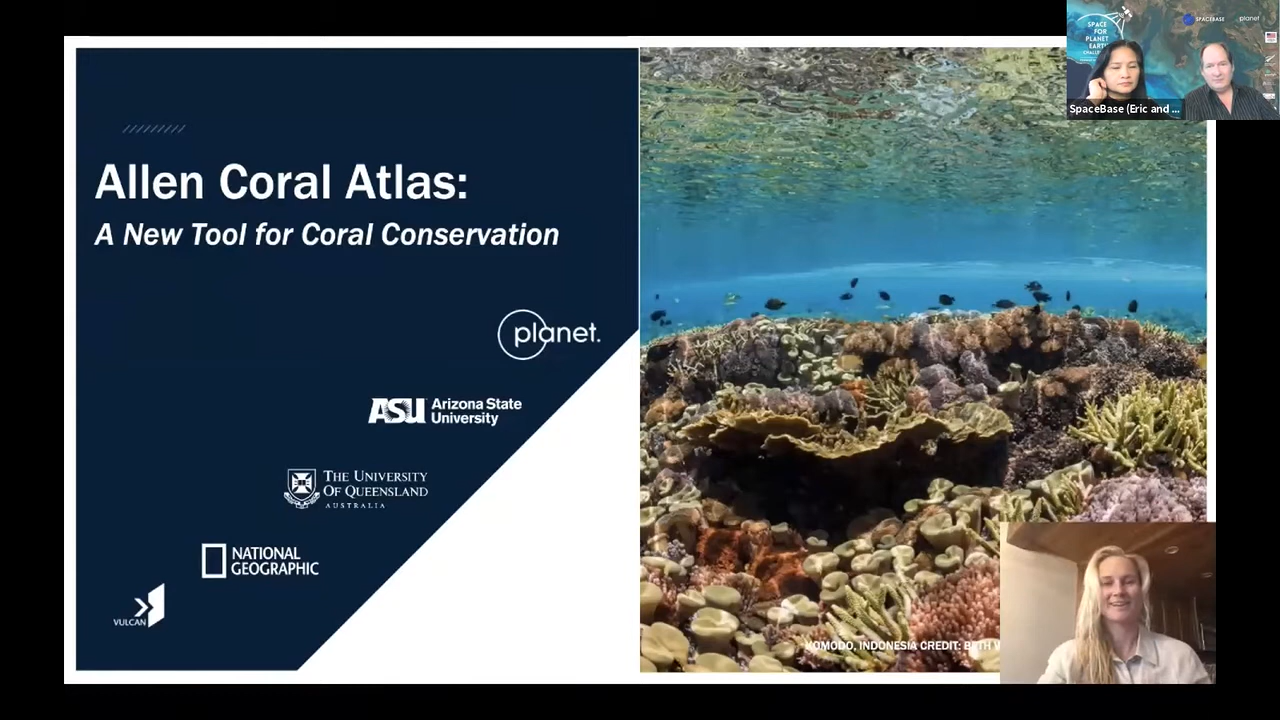 Allen Coral Atlas:
A New Tool for Coral Conservation
planet.
ASU Arizona State
University
THE UNIVERSITY
OF QUEENSLAND
AUSTRALIA
NATIONAL
GEOGRAPHIC
VULCAN
KOMODO, INDONESIA CREDIT:
SPACE
FOR
PLANET
EARTH
SPACEBASE
planet
SpaceBase (Eric and ...